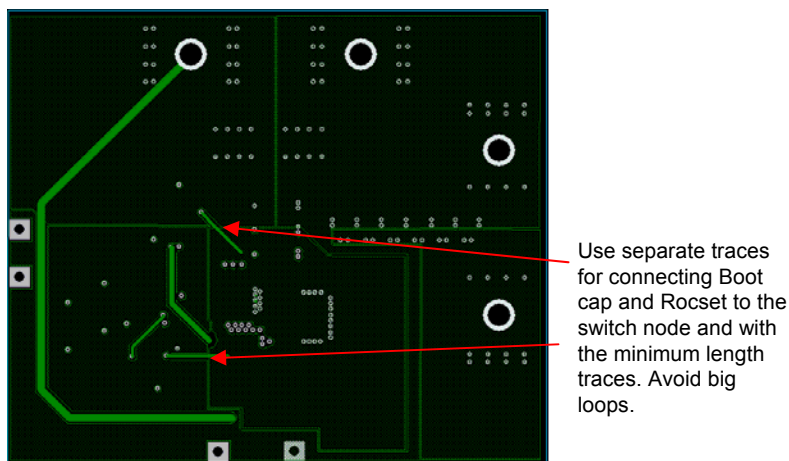 Use separate traces
for connecting Boot
cap and Rocset to the
switch node and with
the minimum length
traces. Avoid big
loops.